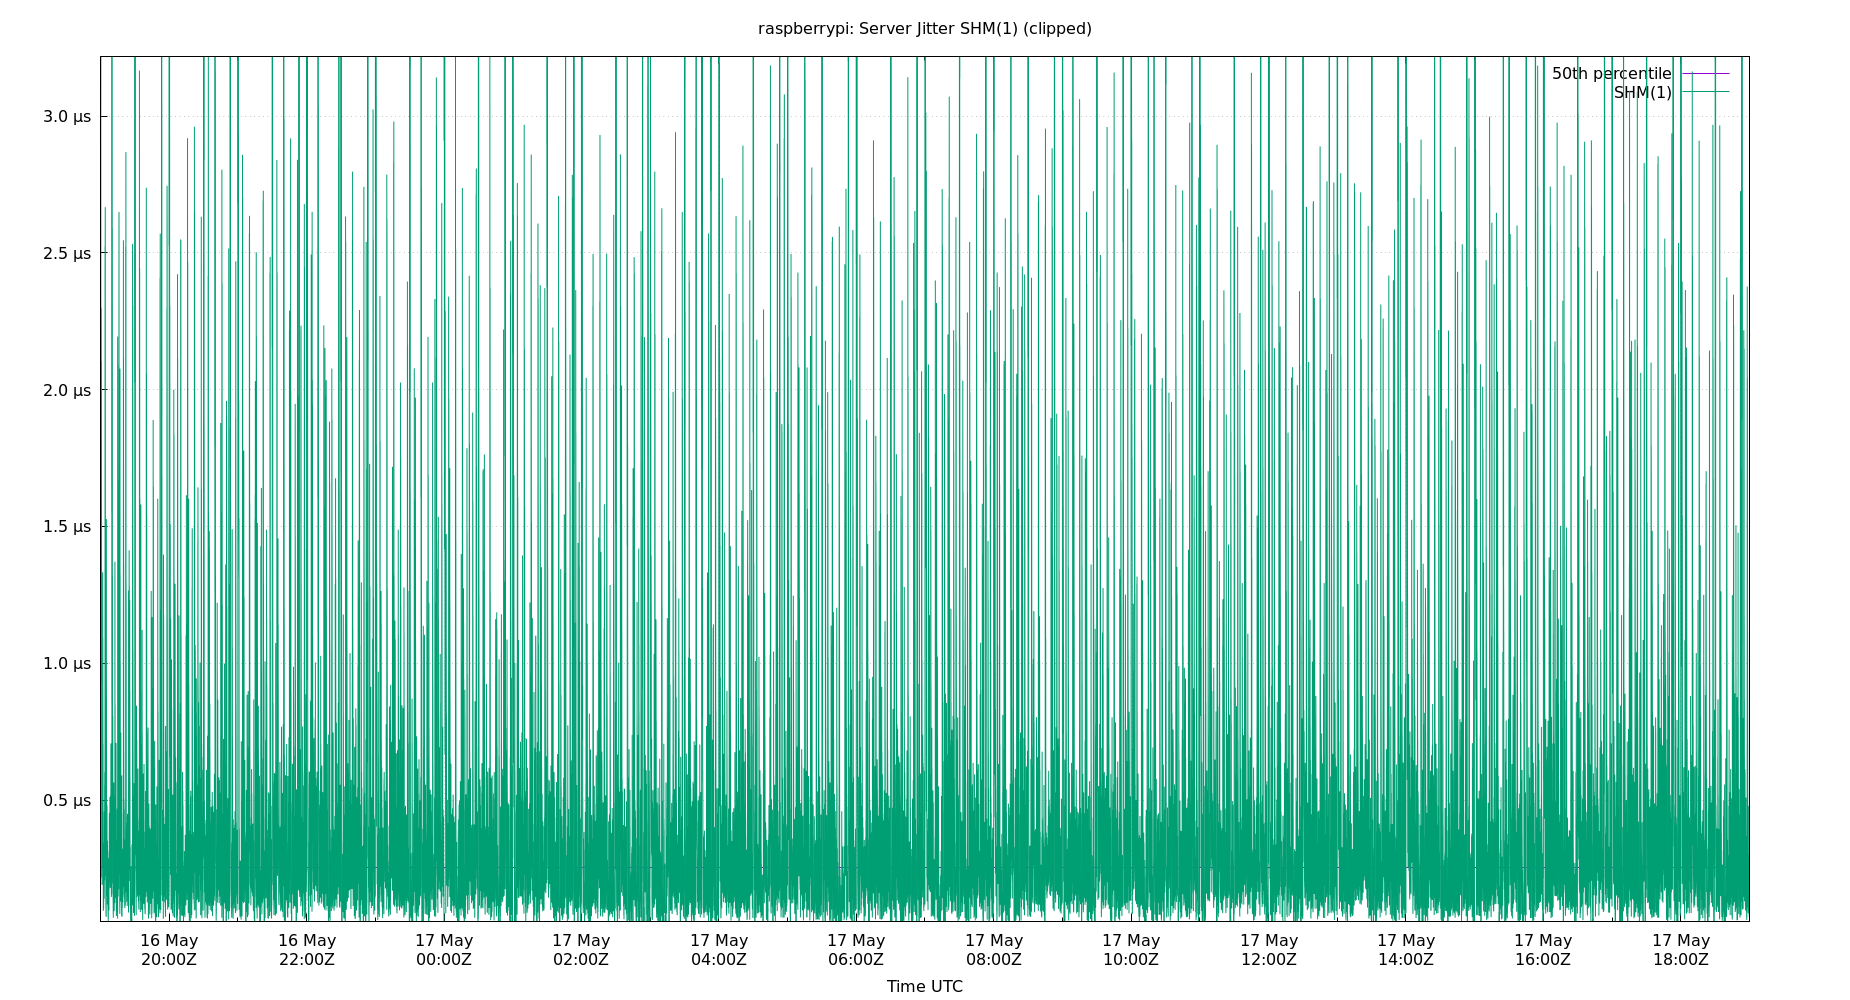 raspberrypi: Server Jitter SHM(1) (clipped)
50th percentile
SHM(1)
3.0 µs
2.5 µs
2.0 µs
1.5 µs
1.0 µs
0.5 µs
16 May 16 May 17 May 17 May 17 May 17 May 17 May 17 May 17 May 17 May 17 May 17 May
20:00Z 22:00Z 00:00Z 02:00Z 04:00Z 06:00Z 08:00Z 10:00Z 12:00Z 14:00Z 16:00Z 18:00Z
Time UTC